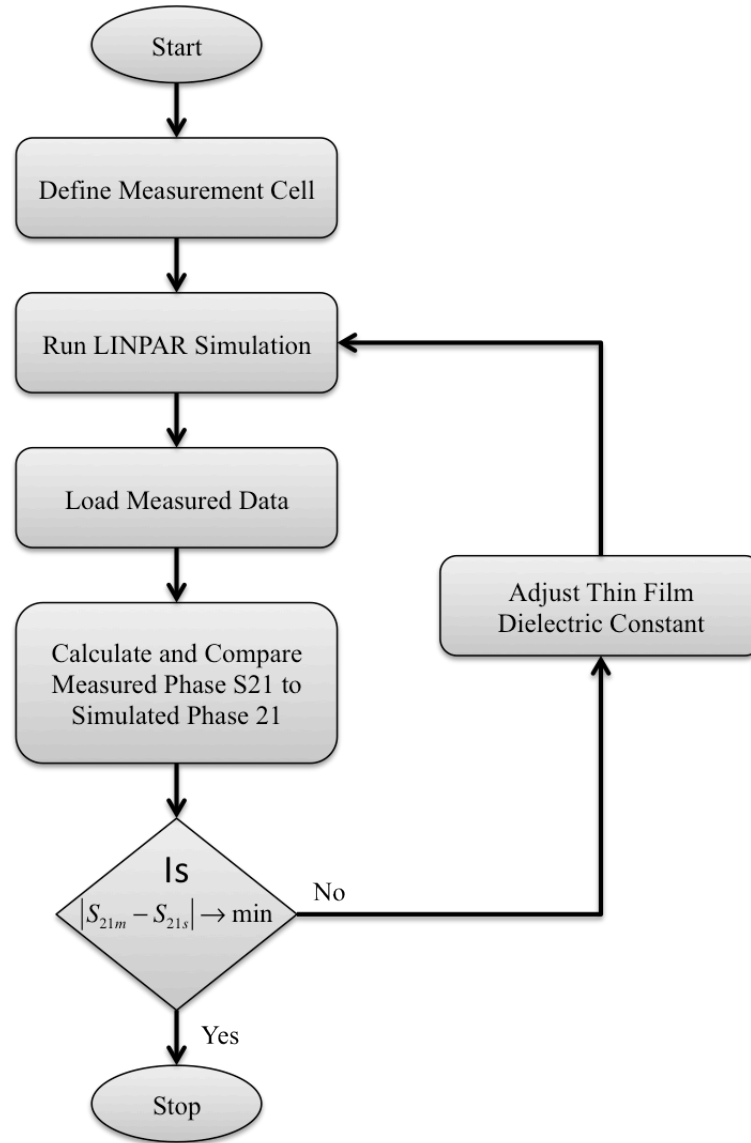 Start
Define Measurement Cell
Run LINPAR Simulation
Load Measured Data
Calculate and Compare
Measured Phase S21 to
Simulated Phase 21
Adjust Thin Film
Dielectric Constant
Is
|S21m − S21s| → min
No
Yes
Stop